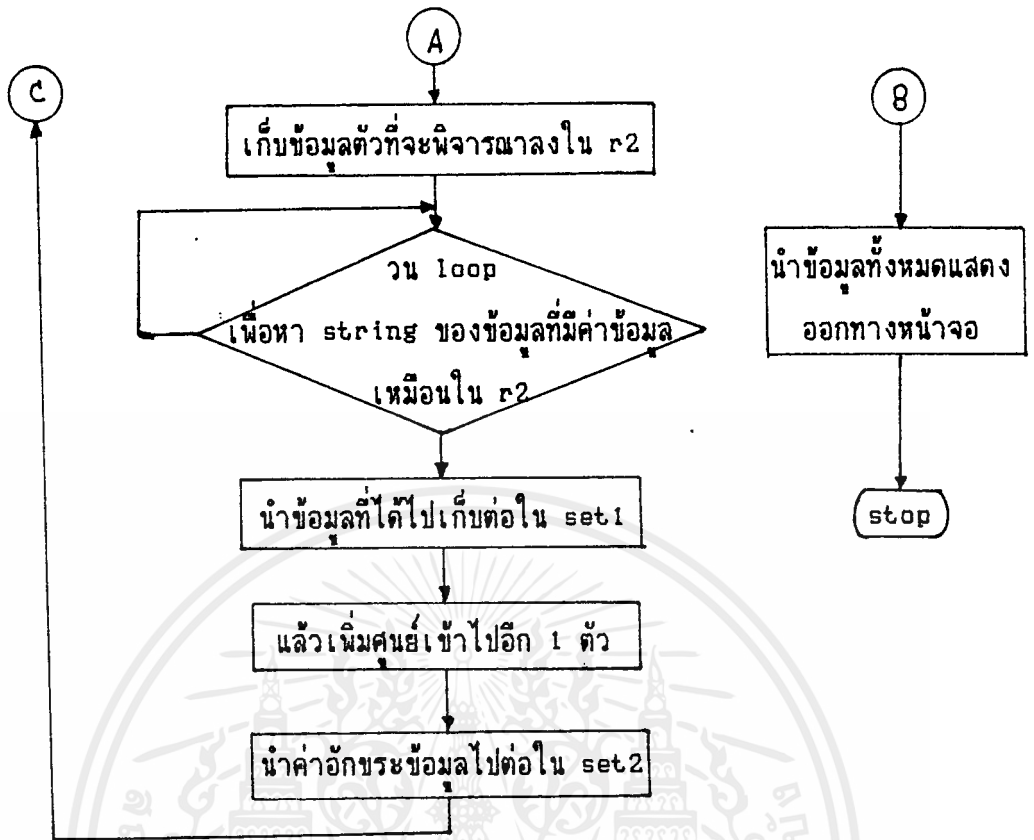 A
C
B
เก็บข้อมูลตัวที่จะพิจารณาลงใน r2
วน loop
เพื่อหา string ของข้อมูลที่มีค่าข้อมูล
เหมือนใน r2
นำข้อมูลทั้งหมดแสดง
ออกทางหน้าจอ
นำข้อมูลที่ได้ไปเก็บต่อใน set1
stop
แล้วเพิ่มศูนย์เข้าไปอีก 1 ตัว
นำค่าอักขระข้อมูลไปต่อใน set2